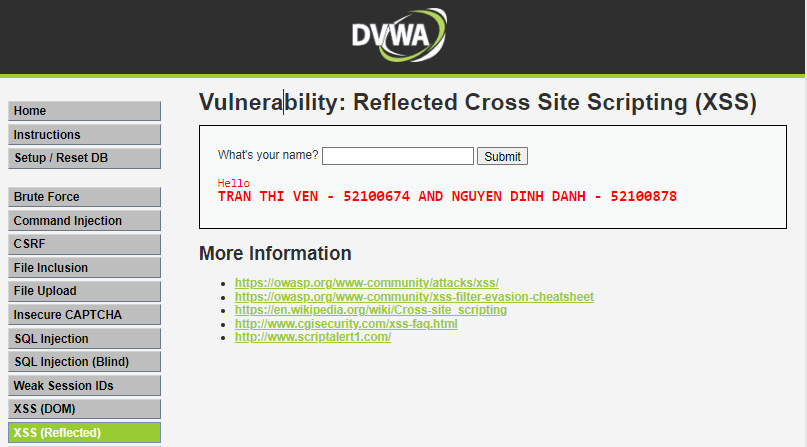 DVWA
Vulnerability: Reflected Cross Site Scripting (XSS)
Home
Instructions
Setup / Reset DB
Brute Force
Command Injection
CSRF
File Inclusion
File Upload
Insecure CAPTCHA
SQL Injection
SQL Injection (Blind)
Weak Session IDs
XSS (DOM)
XSS (Reflected)
What's your name? Submit
Hello
TRAN THI VEN - 52100674 AND NGUYEN DINH DANH - 52100878
More Information
https://owasp.org/www-community/attacks/xss/
https://owasp.org/www-community/xss-filter-evasion-cheatsheet
https://en.wikipedia.org/wiki/Cross-site_scripting
http://www.cgisecurity.com/xss-faq.html
http://www.scriptalert1.com/